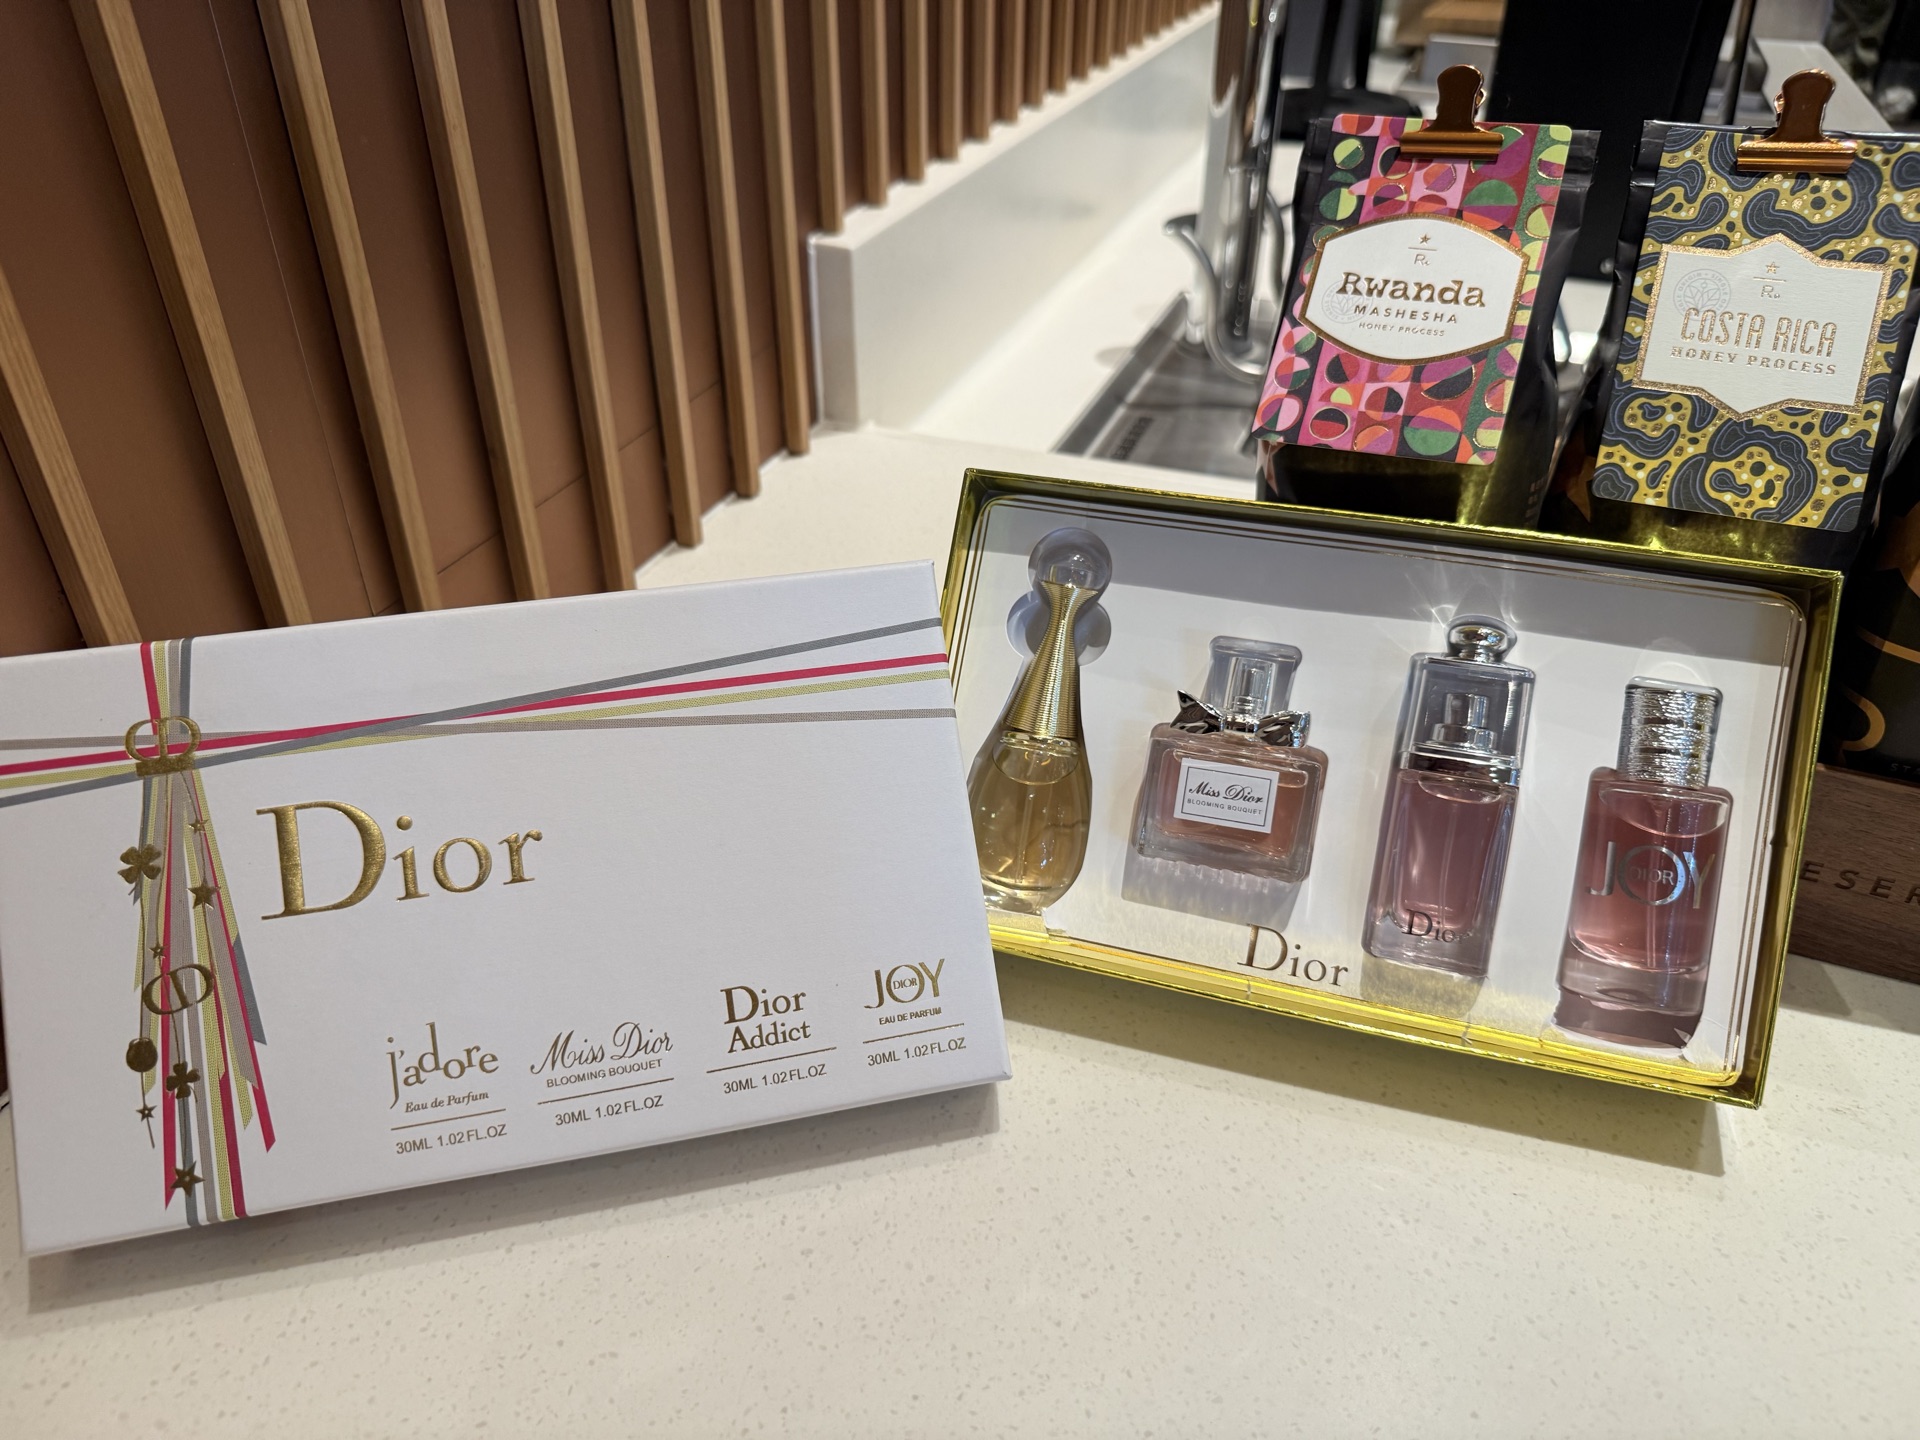 Dior
j'adore
Eau de Parfum
30ML 1.02FL.OZ
Miss Dior
BLOOMING BOUQUET
30ML 1.02FL.OZ
Dior
Addict
30ML 1.02FL.OZ
JOY
DIOR
EAU DE PARFUM
30ML 1.02FL.OZ
Rwanda
MASHESHA
HONEY PROCESS
COSTA RICA
HONEY PROCESS
Miss Dior
BLOOMING BOUQUET
Dior
JOY
DIOR
Dior